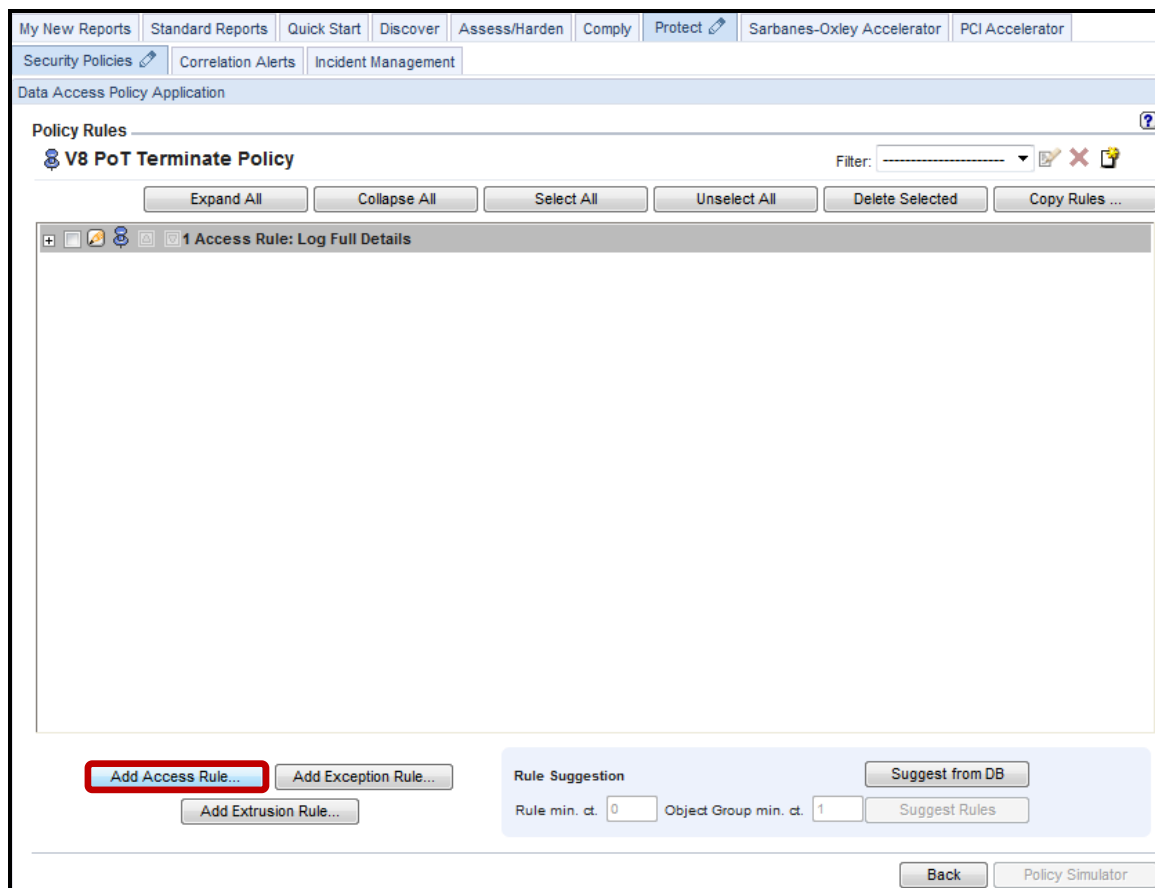 My New Reports Standard Reports Quick Start Discover Assess/Harden Comply Protect Sarbanes-Oxley Accelerator PCI Accelerator
Security Policies Correlation Alerts Incident Management
Data Access Policy Application
Policy Rules ?
V8 PoT Terminate Policy Filter: ----------------------
Expand All Collapse All Select All Unselect All Delete Selected Copy Rules ...
1 Access Rule: Log Full Details
Add Access Rule... Add Exception Rule... Rule Suggestion Suggest from DB
Add Extrusion Rule... Rule min. ct. 0 Object Group min. ct. 1 Suggest Rules
Back Policy Simulator